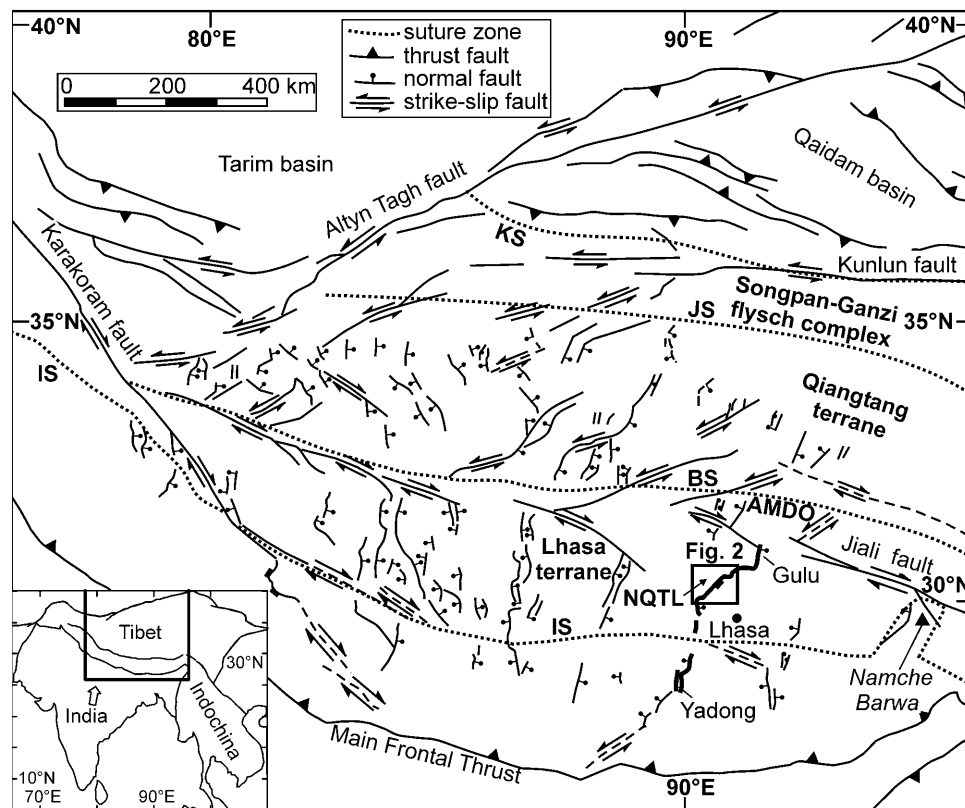 40°N
80°E
90°E
40°N
suture zone
thrust fault
normal fault
strike-slip fault
0 200 400 km
Tarim basin
Altyn Tagh fault
Qaidam basin
KS
Karakoram fault
Kunlun fault
Songpan-Ganzi
flysch complex
35°N
JS
35°N
IS
Qiangtang
terrane
BS
AMDO
Lhasa
terrane
Fig. 2
Jiali fault
Gulu
30°N
NQTL
Lhasa
IS
Namche
Barwa
Yadong
Main Frontal Thrust
90°E
Tibet
30°N
India
Indochina
10°N
70°E
90°E